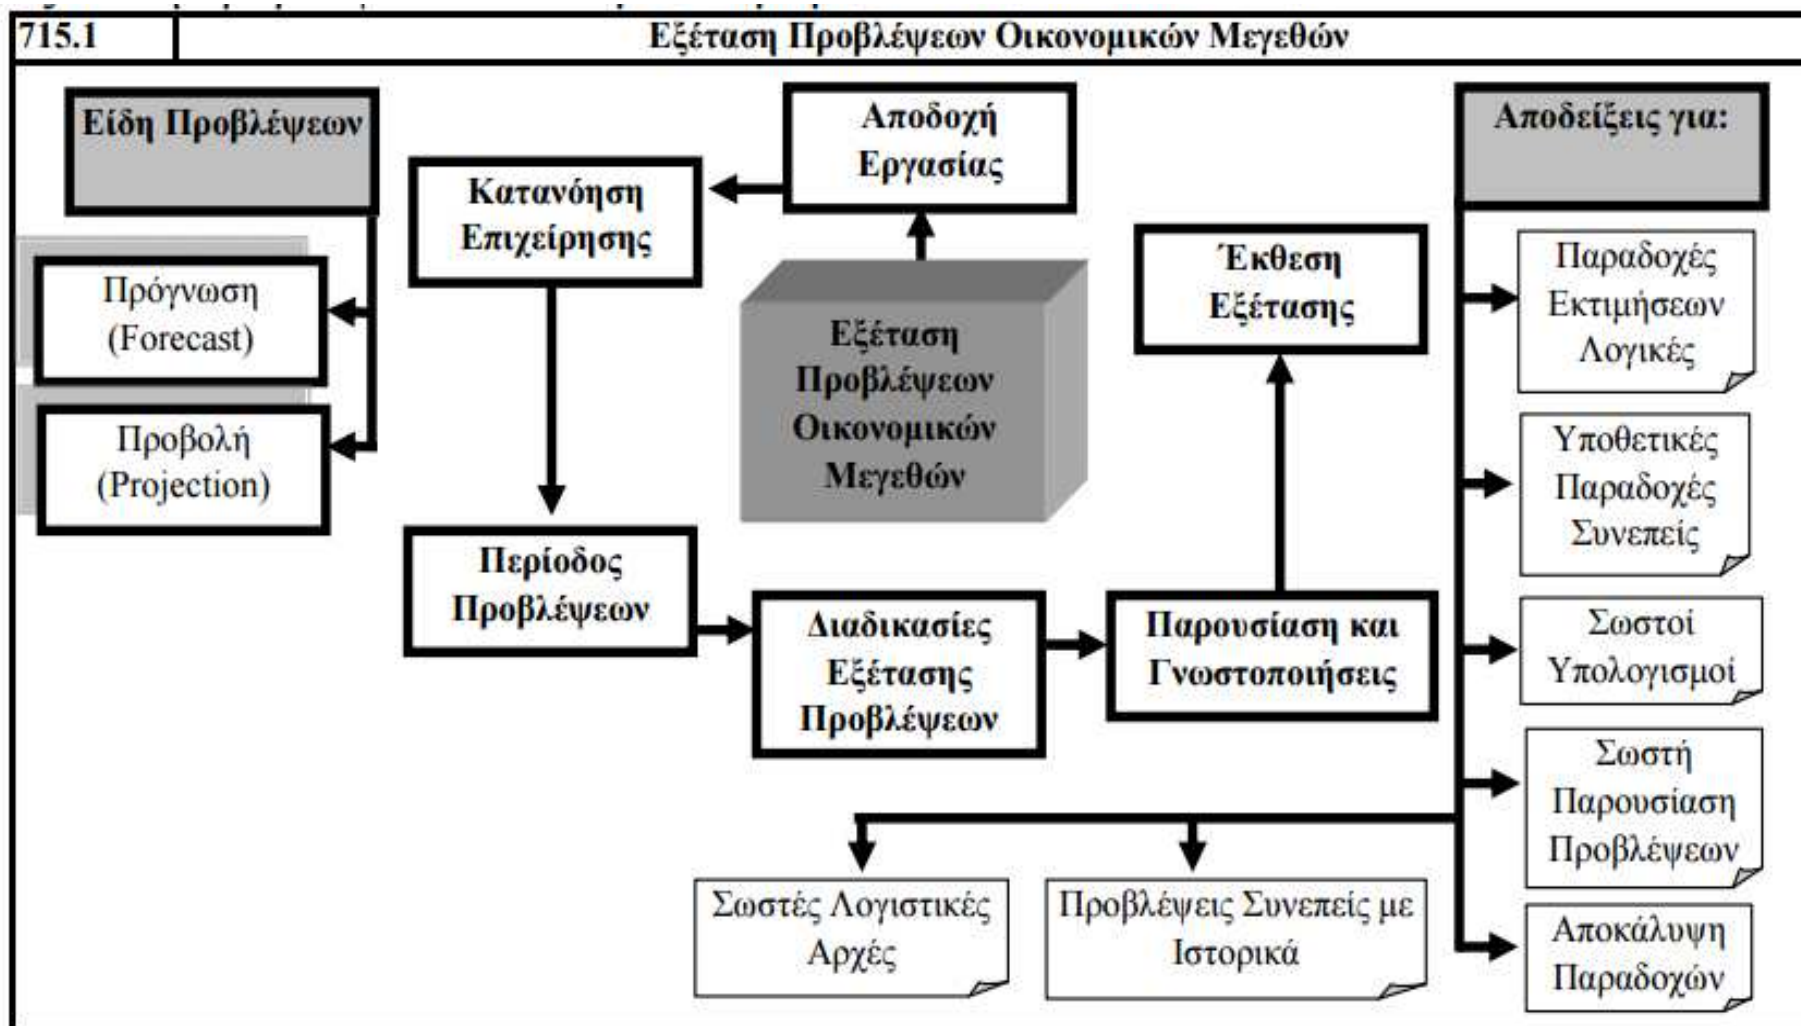 715.1
Εξέταση Προβλέψεων Οικονομικών Μεγεθών
Είδη Προβλέψεων
Πρόγνωση
(Forecast)
Προβολή
(Projection)
Αποδοχή
Εργασίας
Κατανόηση
Επιχείρησης
Εξέταση
Προβλέψεων
Οικονομικών
Μεγεθών
Περίοδος
Προβλέψεων
Διαδικασίες
Εξέτασης
Προβλέψεων
Παρουσίαση και
Γνωστοποιήσεις
Έκθεση
Εξέτασης
Αποδείξεις για:
Παραδοχές
Εκτιμήσεων
Λογικές
Υποθετικές
Παραδοχές
Συνεπείς
Σωστοί
Υπολογισμοί
Σωστή
Παρουσίαση
Προβλέψεων
Αποκάλυψη
Παραδοχών
Σωστές Λογιστικές
Αρχές
Προβλέψεις Συνεπείς με
Ιστορικά